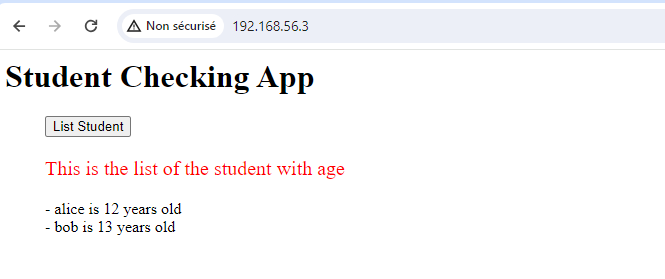 Non sécurisé 192.168.56.3
Student Checking App
List Student
This is the list of the student with age
- alice is 12 years old
- bob is 13 years old